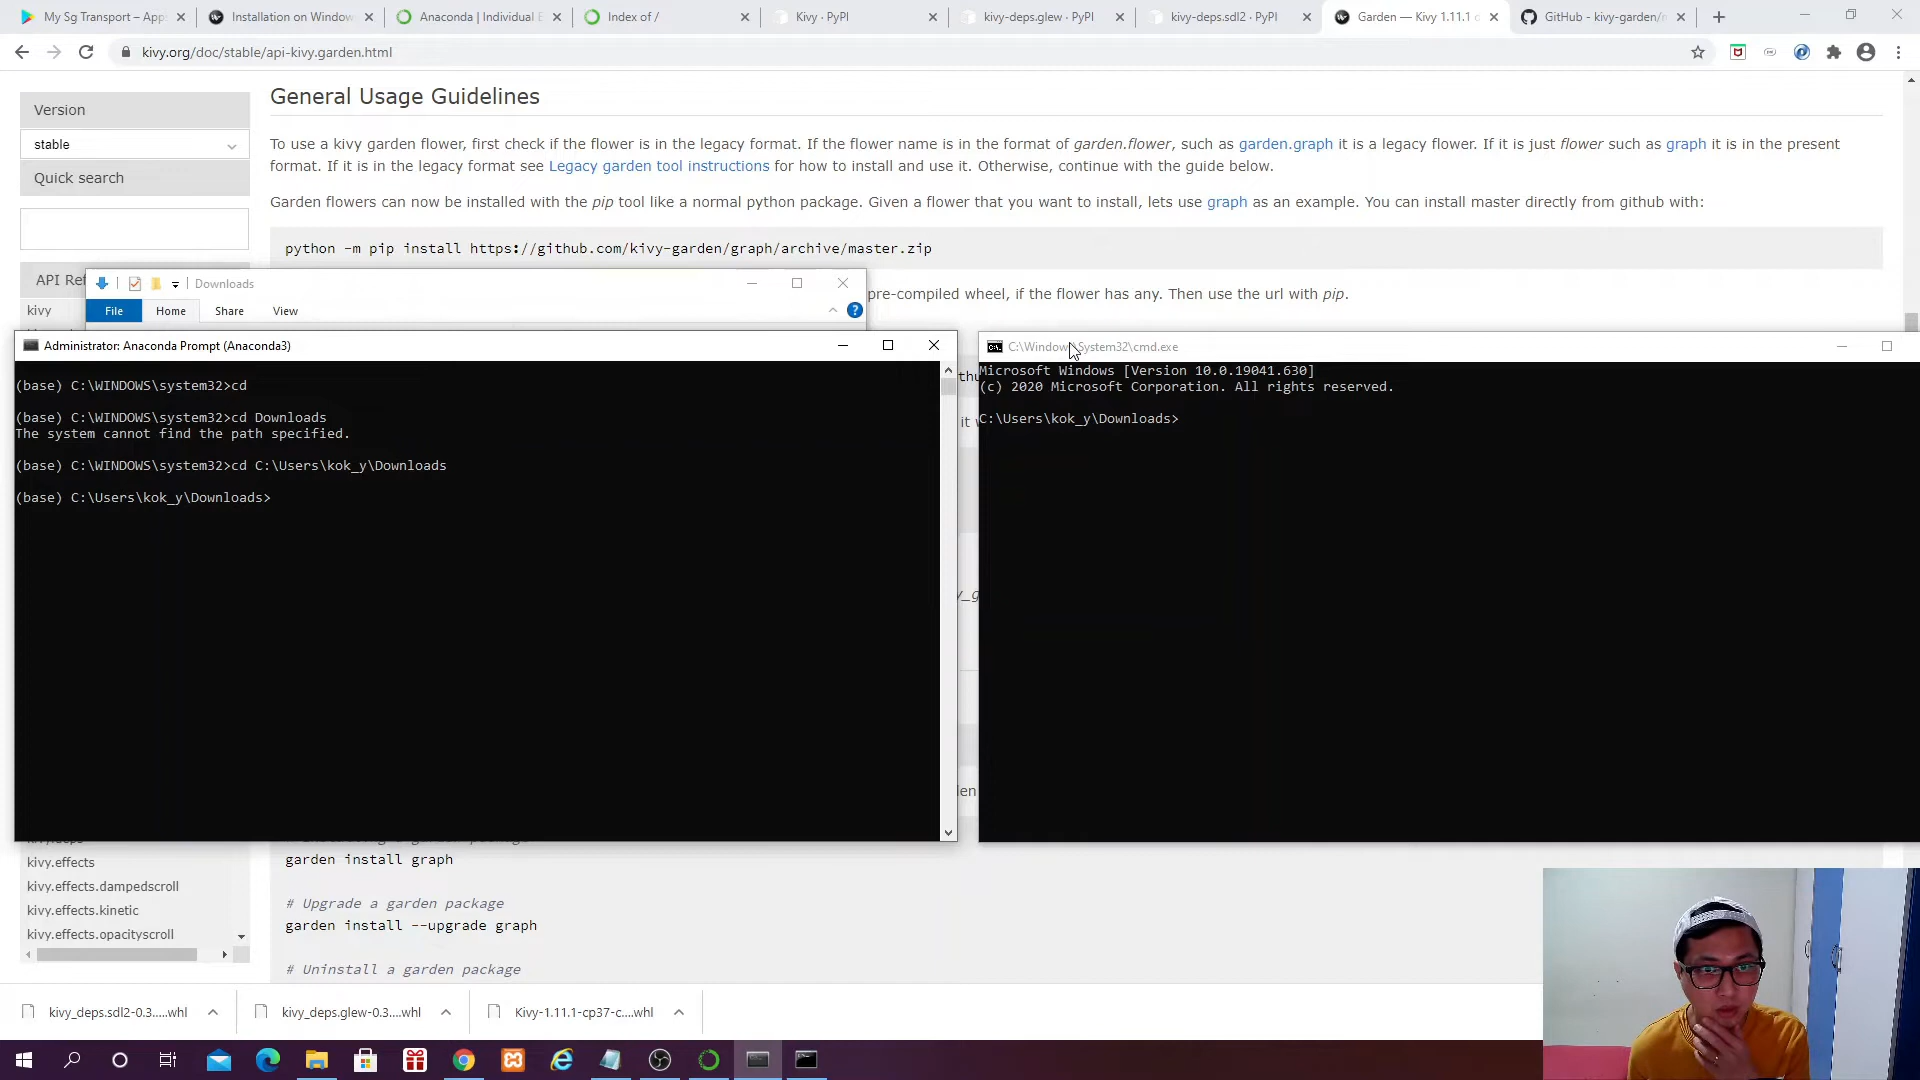 My Sg Transport – App
Installation on Window
Anaconda | Individual E
Index of /
Kivy · PyPI
kivy-deps.glew · PyPI
kivy-deps.sdl2 · PyPI
Garden — Kivy 1.11.1 d
GitHub - kivy-garden/
kivy.org/doc/stable/api-kivy.garden.html
Version
stable
Quick search
API Re
kivy
General Usage Guidelines
To use a kivy garden flower, first check if the flower is in the legacy format. If the flower name is in the format of garden.flower, such as garden.graph it is a legacy flower. If it is just flower such as graph it is in the present
format. If it is in the legacy format see Legacy garden tool instructions for how to install and use it. Otherwise, continue with the guide below.
Garden flowers can now be installed with the pip tool like a normal python package. Given a flower that you want to install, lets use graph as an example. You can install master directly from github with:
python -m pip install https://github.com/kivy-garden/graph/archive/master.zip
pre-compiled wheel, if the flower has any. Then use the url with pip.
Downloads
File Home Share View
Administrator: Anaconda Prompt (Anaconda3)
(base) C:\WINDOWS\system32>cd
(base) C:\WINDOWS\system32>cd Downloads
The system cannot find the path specified.
(base) C:\WINDOWS\system32>cd C:\Users\kok_y\Downloads
(base) C:\Users\kok_y\Downloads>
C:\Windows\System32\cmd.exe
Microsoft Windows [Version 10.0.19041.630]
(c) 2020 Microsoft Corporation. All rights reserved.
C:\Users\kok_y\Downloads>
kivy.effects
kivy.effects.dampedscroll
kivy.effects.kinetic
kivy.effects.opacityscroll
garden install graph
# Upgrade a garden package
garden install --upgrade graph
# Uninstall a garden package
kivy_deps.sdl2-0.3.....whl
kivy_deps.glew-0.3....whl
Kivy-1.11.1-cp37-c....whl